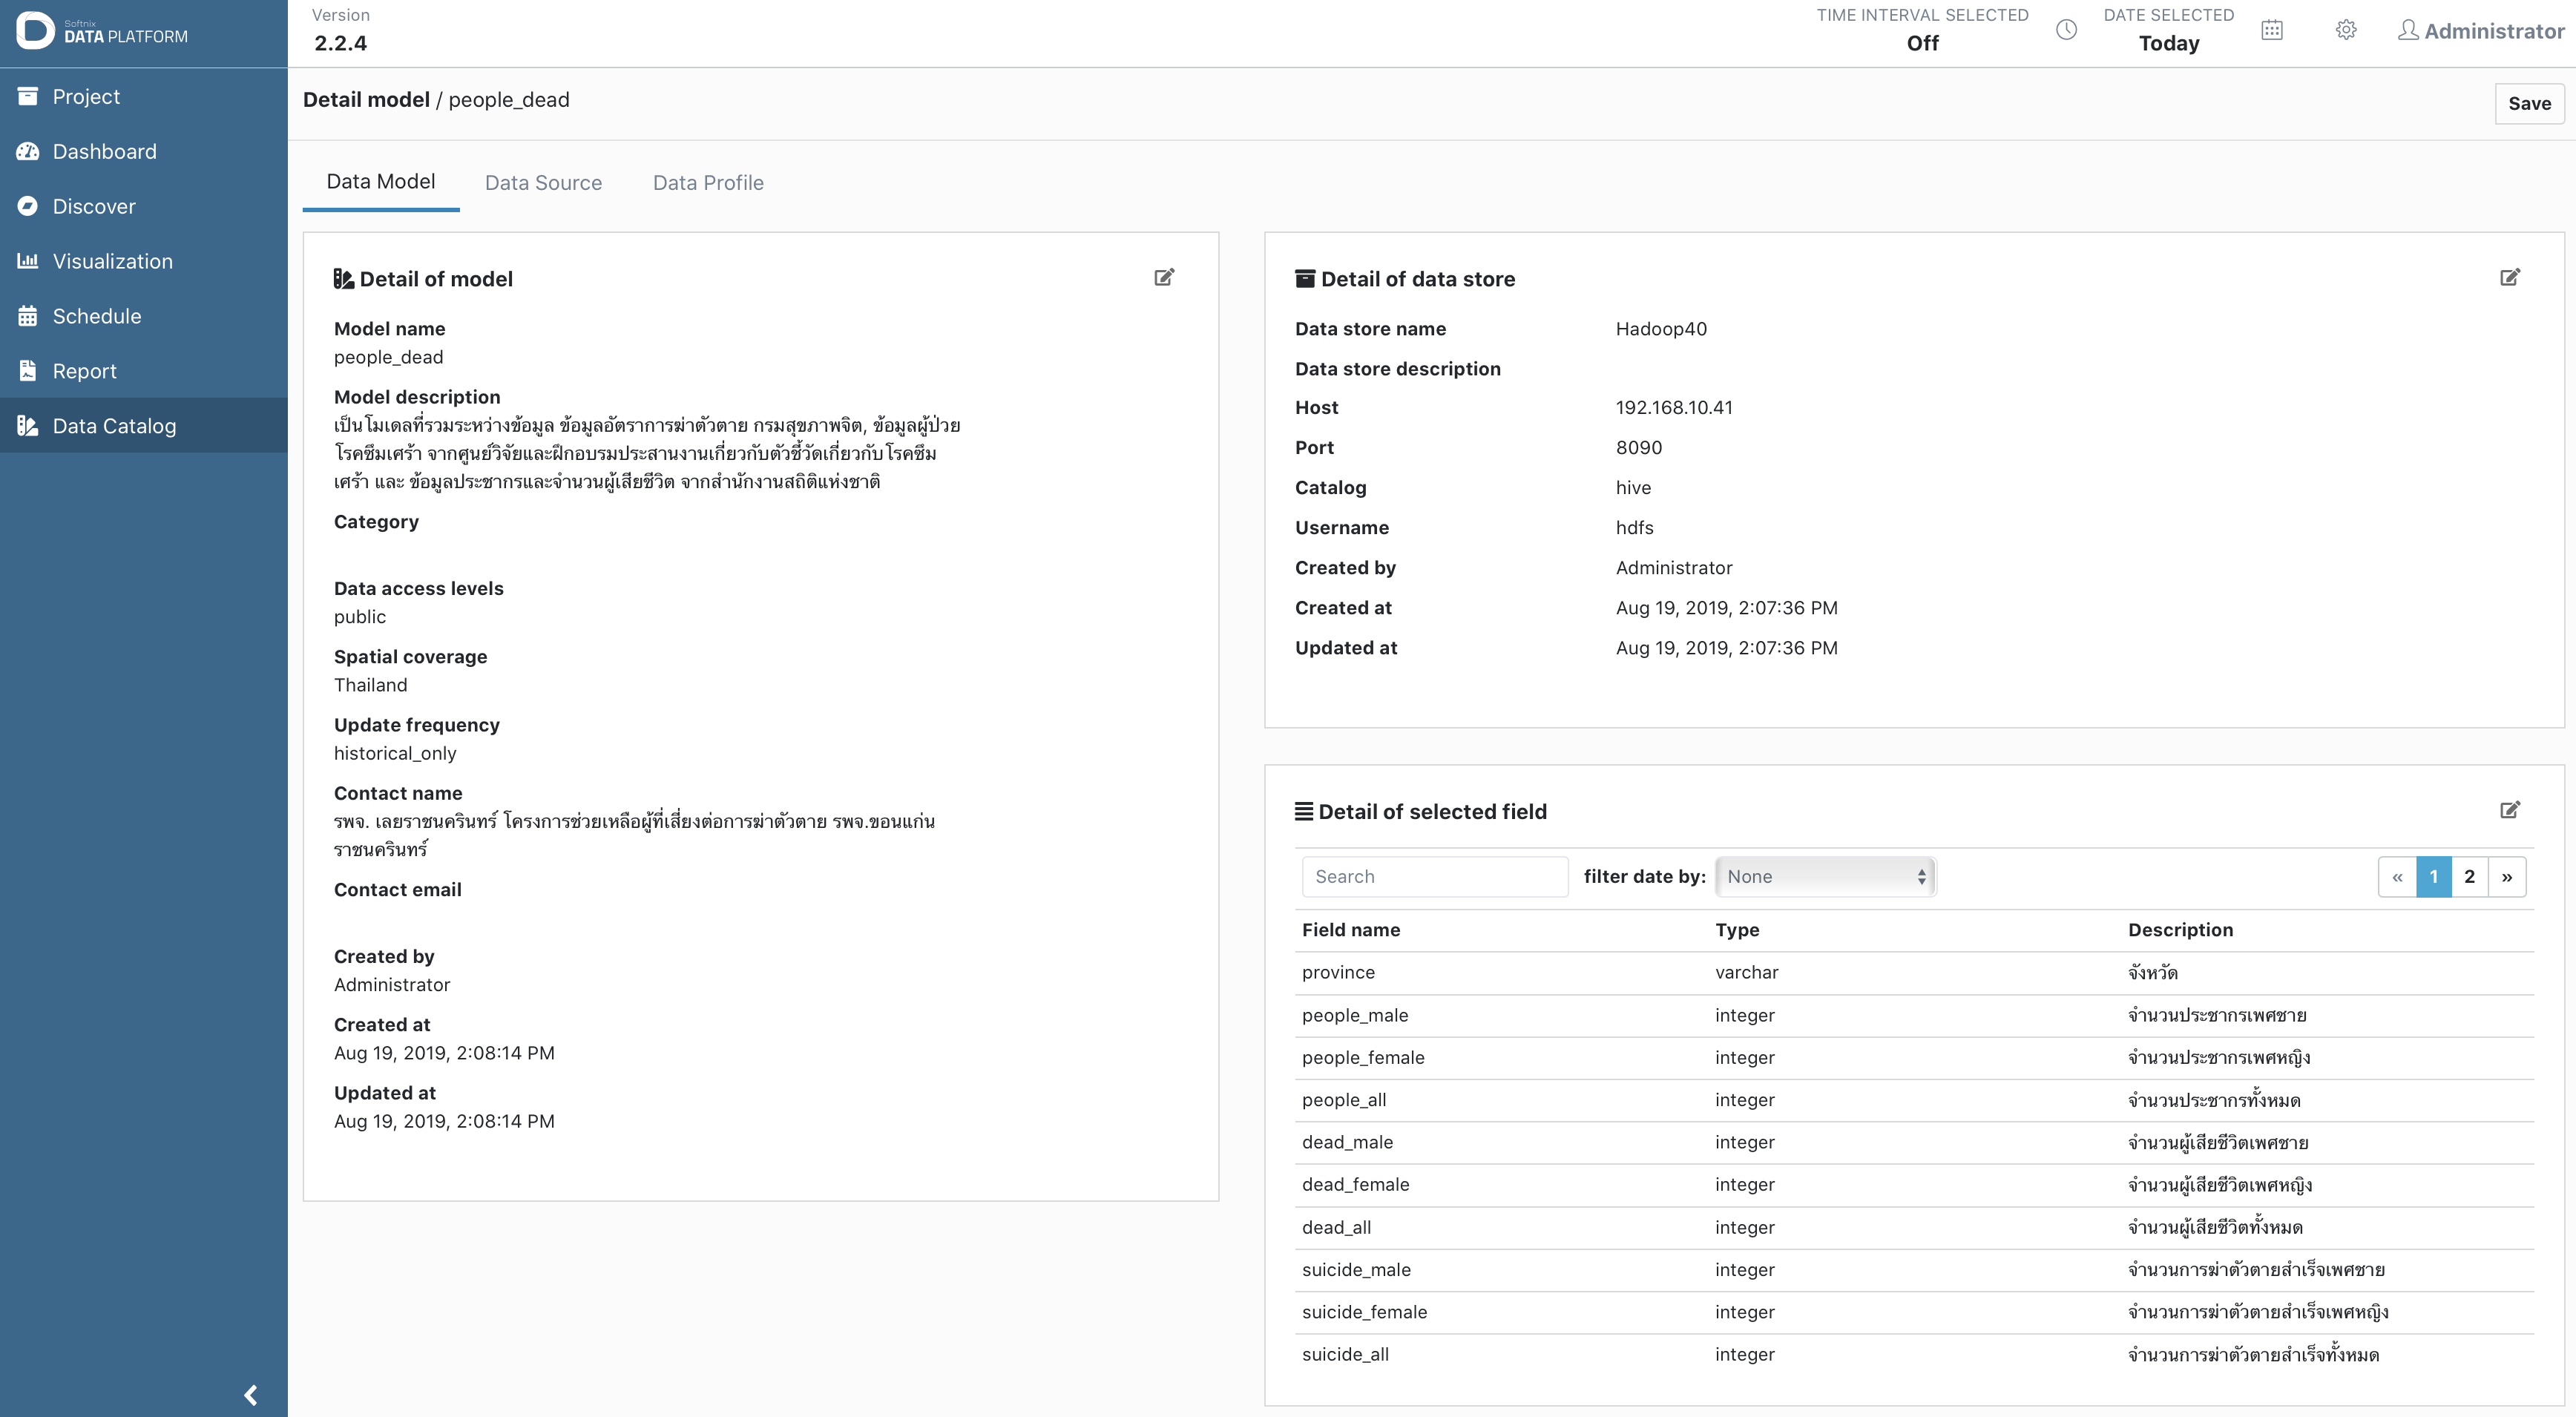 Softnix
DATA PLATFORM
Version
2.2.4
TIME INTERVAL SELECTED
Off
DATE SELECTED
Today
Administrator
Project
Dashboard
Discover
Visualization
Schedule
Report
Data Catalog
Detail model / people_dead
Save
Data Model
Data Source
Data Profile
Detail of model
Model name
people_dead
Model description
เป็นโมเดลที่รวมระหว่างข้อมูล ข้อมูลอัตราการฆ่าตัวตาย กรมสุขภาพจิต, ข้อมูลผู้ป่วย
โรคซึมเศร้า จากศูนย์วิจัยและฝึกอบรมประสานงานเกี่ยวกับตัวชี้วัดเกี่ยวกับโรคซึม
เศร้า และ ข้อมูลประชากรและจำนวนผู้เสียชีวิต จากสำนักงานสถิติแห่งชาติ
Category
Data access levels
public
Spatial coverage
Thailand
Update frequency
historical_only
Contact name
รพจ. เลยราชนครินทร์ โครงการช่วยเหลือผู้ที่เสี่ยงต่อการฆ่าตัวตาย รพจ.ขอนแก่น
ราชนครินทร์
Contact email
Created by
Administrator
Created at
Aug 19, 2019, 2:08:14 PM
Updated at
Aug 19, 2019, 2:08:14 PM
Detail of data store
Data store name Hadoop40
Data store description
Host 192.168.10.41
Port 8090
Catalog hive
Username hdfs
Created by Administrator
Created at Aug 19, 2019, 2:07:36 PM
Updated at Aug 19, 2019, 2:07:36 PM
Detail of selected field
Search filter date by: None « 1 2 »
Field name Type Description
province varchar จังหวัด
people_male integer จำนวนประชากรเพศชาย
people_female integer จำนวนประชากรเพศหญิง
people_all integer จำนวนประชากรทั้งหมด
dead_male integer จำนวนผู้เสียชีวิตเพศชาย
dead_female integer จำนวนผู้เสียชีวิตเพศหญิง
dead_all integer จำนวนผู้เสียชีวิตทั้งหมด
suicide_male integer จำนวนการฆ่าตัวตายสำเร็จเพศชาย
suicide_female integer จำนวนการฆ่าตัวตายสำเร็จเพศหญิง
suicide_all integer จำนวนการฆ่าตัวตายสำเร็จทั้งหมด